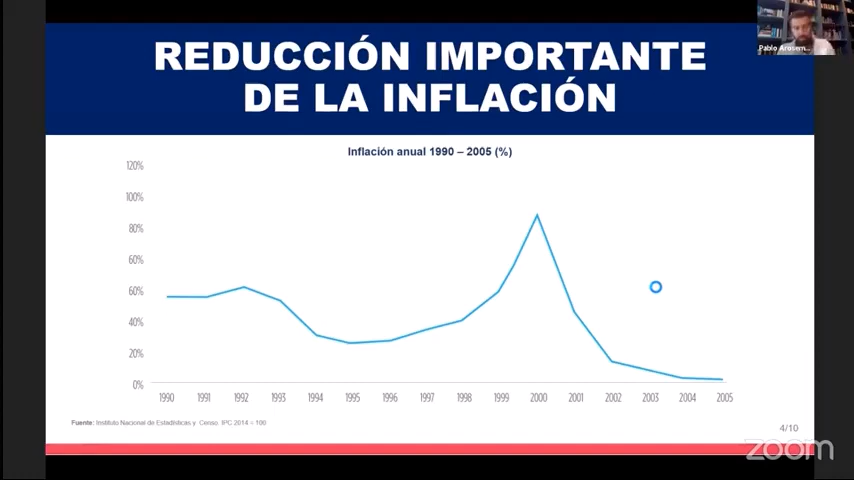 Pablo Arosem...
REDUCCIÓN IMPORTANTE
DE LA INFLACIÓN
Inflación anual 1990 – 2005 (%)
120%
100%
80%
60%
60%
40%
20%
0%
1990 1991 1992 1993 1994 1995 1996 1997 1998 1999 2000 2001 2002 2003 2004 2005
Fuente: Instituto Nacional de Estadísticas y Censo IPC 2014 = 100
4/10
zoom